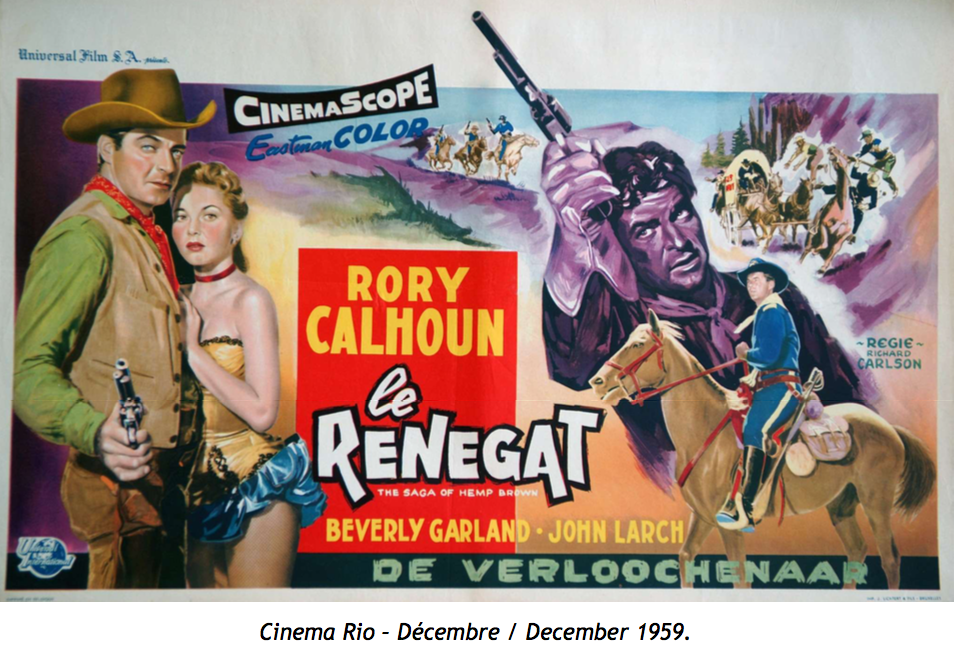 Universal Film S.A.
CINEMASCOPE
Eastman COLOR
RORY
CALHOUN
~REGIE~
RICHARD
CARLSON
le
RENEGAT
THE SAGA OF HEMP BROWN
BEVERLY GARLAND · JOHN LARCH
DE VERLOOCHENAAR
Cinema Rio – Décembre / December 1959.